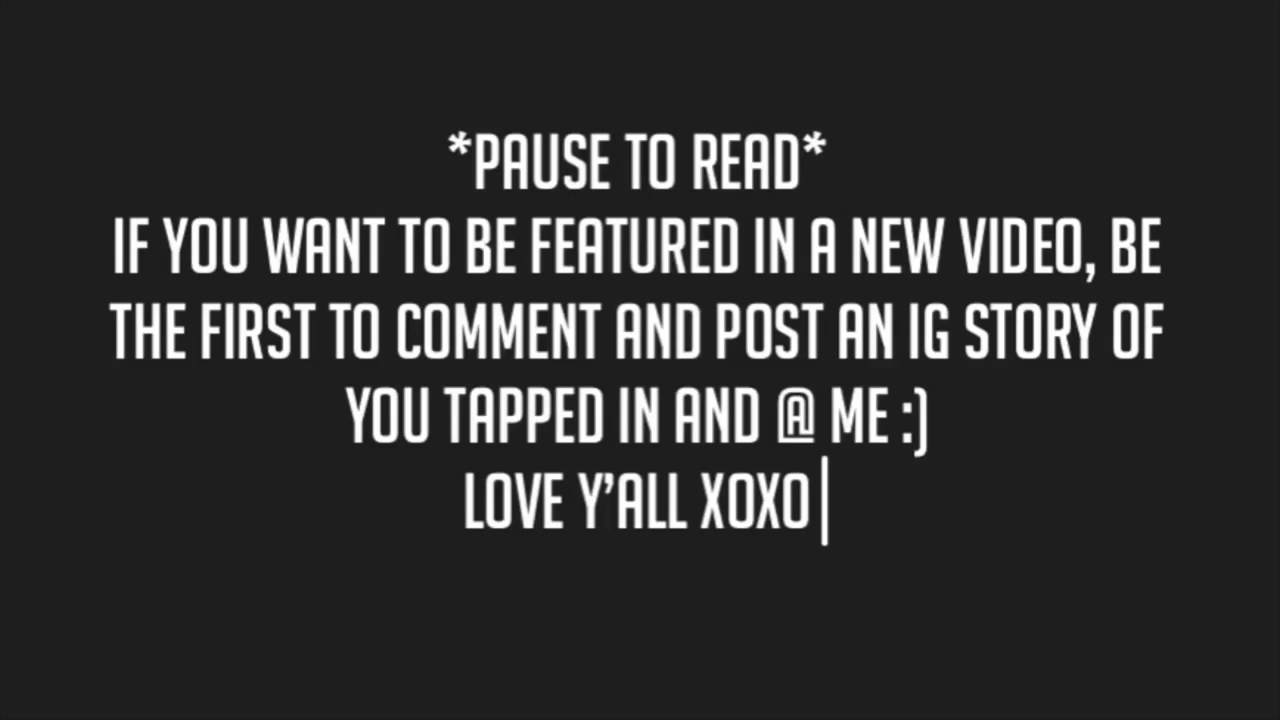 *PAUSE TO READ*
IF YOU WANT TO BE FEATURED IN A NEW VIDEO, BE
THE FIRST TO COMMENT AND POST AN IG STORY OF
YOU TAPPED IN AND @ ME :)
LOVE Y'ALL XOXO